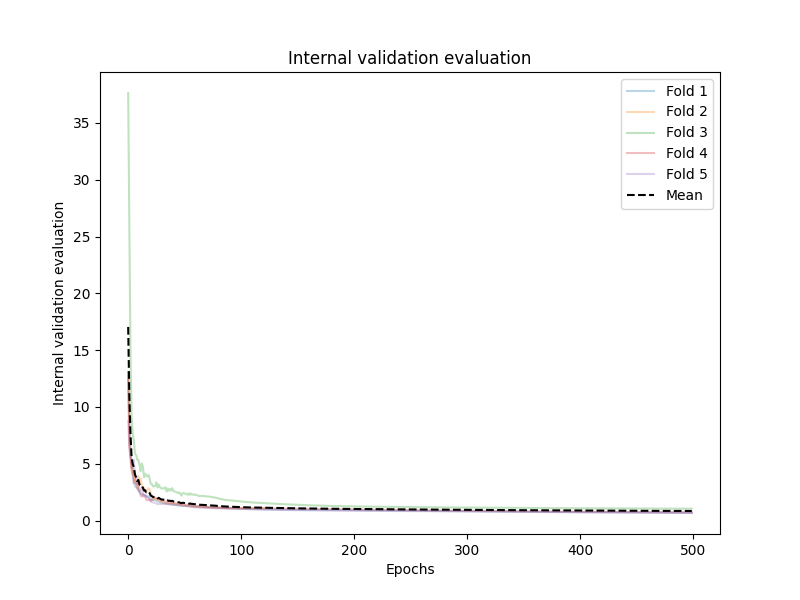 Internal validation evaluation
Internal validation evaluation
35
30
25
20
15
10
5
0
0 100 200 300 400 500
Epochs
Fold 1
Fold 2
Fold 3
Fold 4
Fold 5
Mean